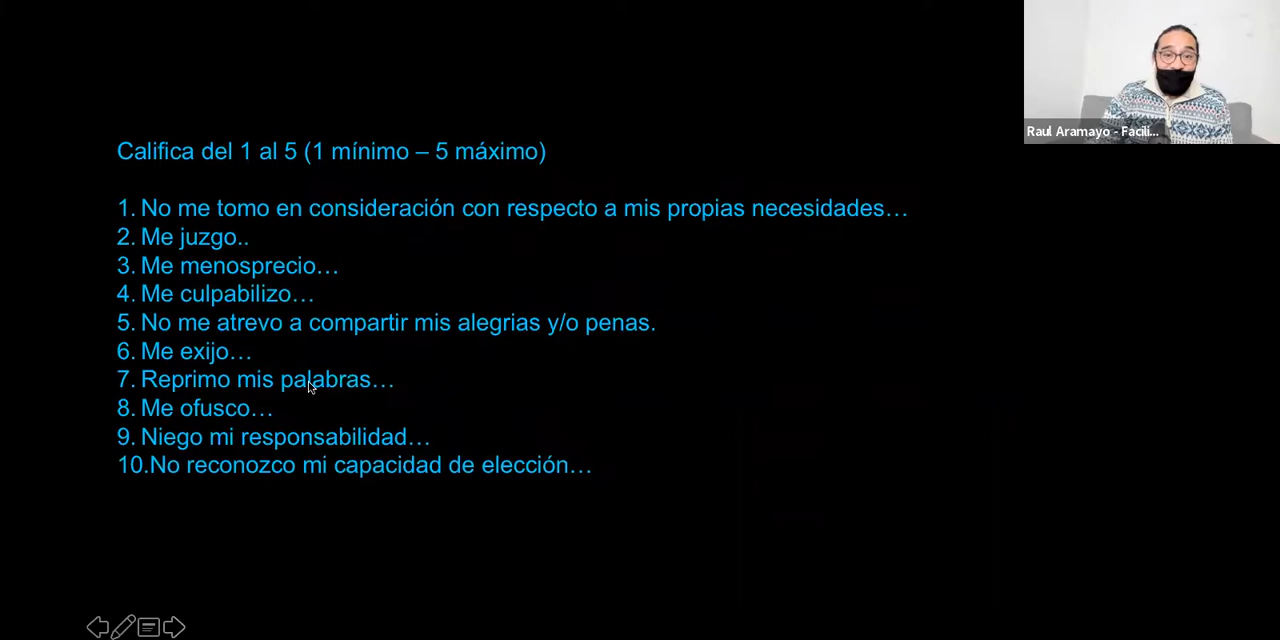 Raul Aramayo - Facili...
Califica del 1 al 5 (1 mínimo – 5 máximo)
1. No me tomo en consideración con respecto a mis propias necesidades…
2. Me juzgo..
3. Me menosprecio…
4. Me culpabilizo…
5. No me atrevo a compartir mis alegrias y/o penas.
6. Me exijo…
7. Reprimo mis palabras…
8. Me ofusco…
9. Niego mi responsabilidad…
10.No reconozco mi capacidad de elección…